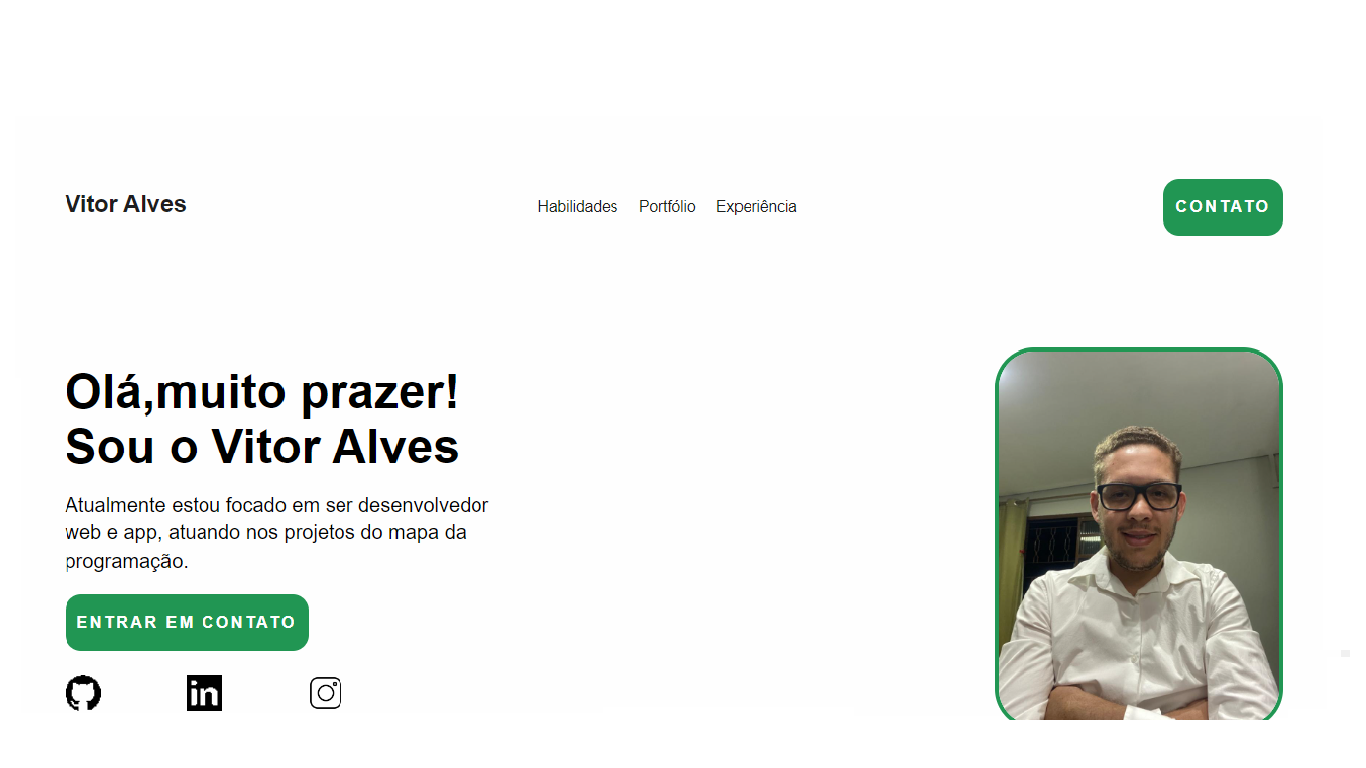 Vitor Alves
Habilidades
Portfólio
Experiência
CONTATO
Olá,muito prazer!
Sou o Vitor Alves
Atualmente estou focado em ser desenvolvedor
web e app, atuando nos projetos do mapa da
programação.
ENTRAR EM CONTATO
in